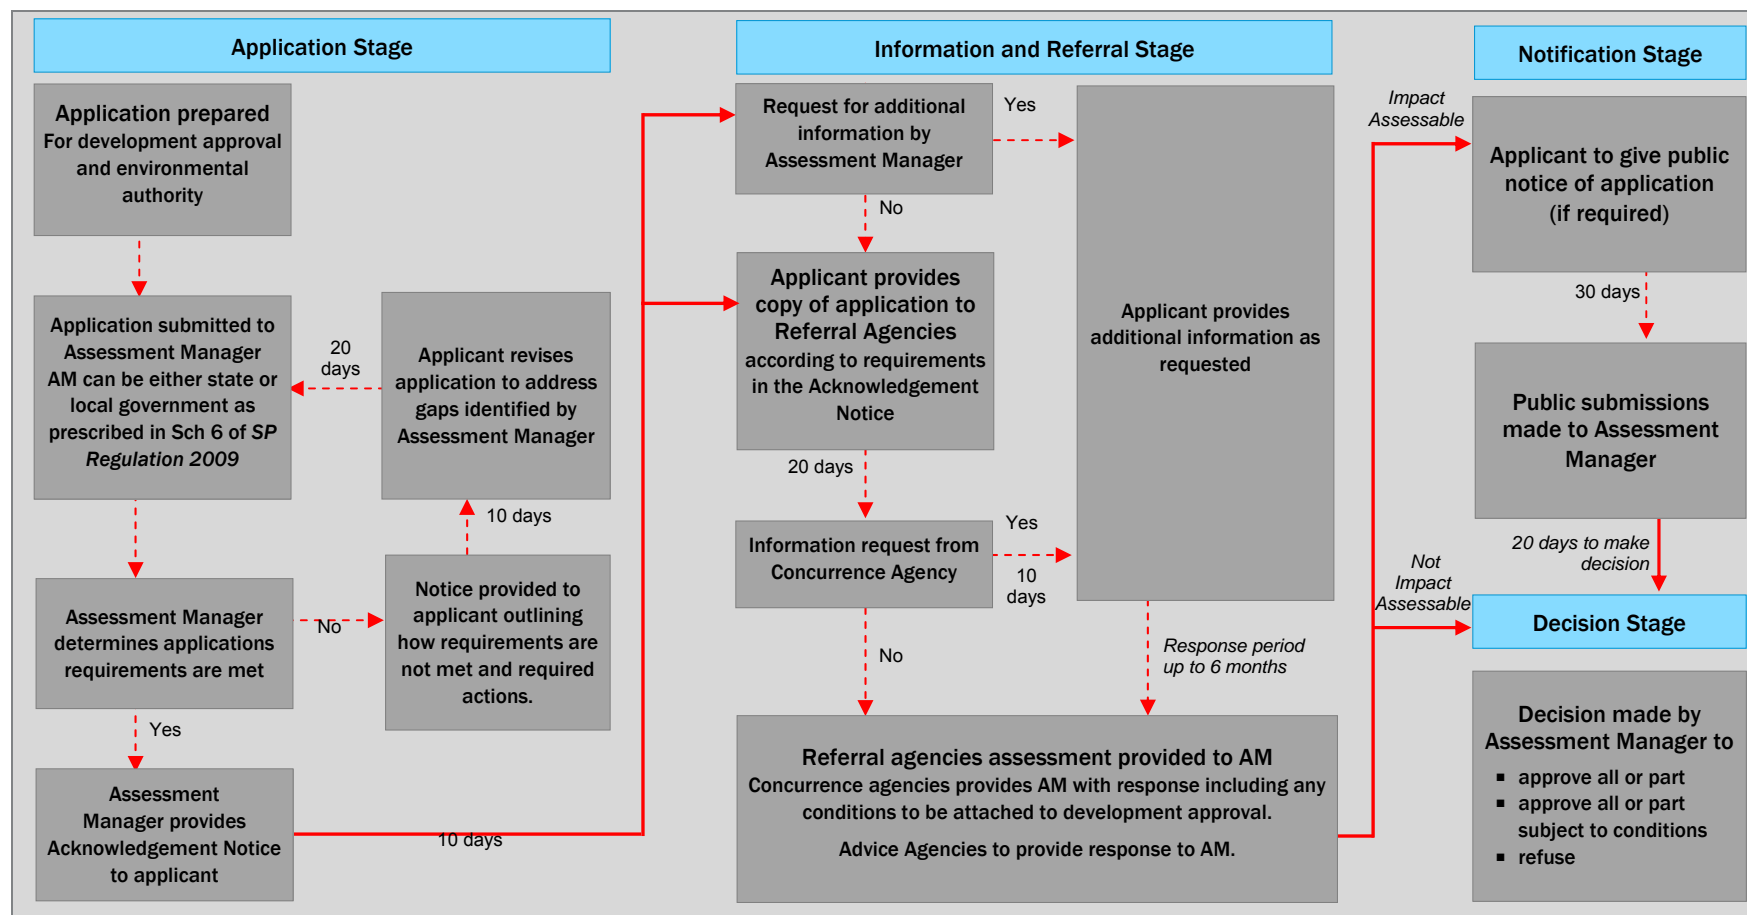 Application Stage
Application prepared
For development approval
and environmental
authority
Application submitted to
Assessment Manager
AM can be either state or
local government as
prescribed in Sch 6 of SP
Regulation 2009
20
days
Applicant revises
application to address
gaps identified by
Assessment Manager
10 days
Assessment Manager
determines applications
requirements are met
No
Notice provided to
applicant outlining
how requirements are
not met and required
actions.
Yes
Assessment
Manager provides
Acknowledgement Notice
to applicant
10 days
Information and Referral Stage
Request for additional
information by
Assessment Manager
Yes
No
Applicant provides
copy of application to
Referral Agencies
according to requirements
in the Acknowledgement
Notice
Applicant provides
additional information as
requested
20 days
Information request from
Concurrence Agency
Yes
10
days
No
Response period
up to 6 months
Referral agencies assessment provided to AM
Concurrence agencies provides AM with response including any
conditions to be attached to development approval.
Advice Agencies to provide response to AM.
Notification Stage
Impact
Assessable
Applicant to give public
notice of application
(if required)
30 days
Public submissions
made to Assessment
Manager
20 days to make
decision
Not
Impact
Assessable
Decision Stage
Decision made by
Assessment Manager to
▪ approve all or part
▪ approve all or part
subject to conditions
▪ refuse